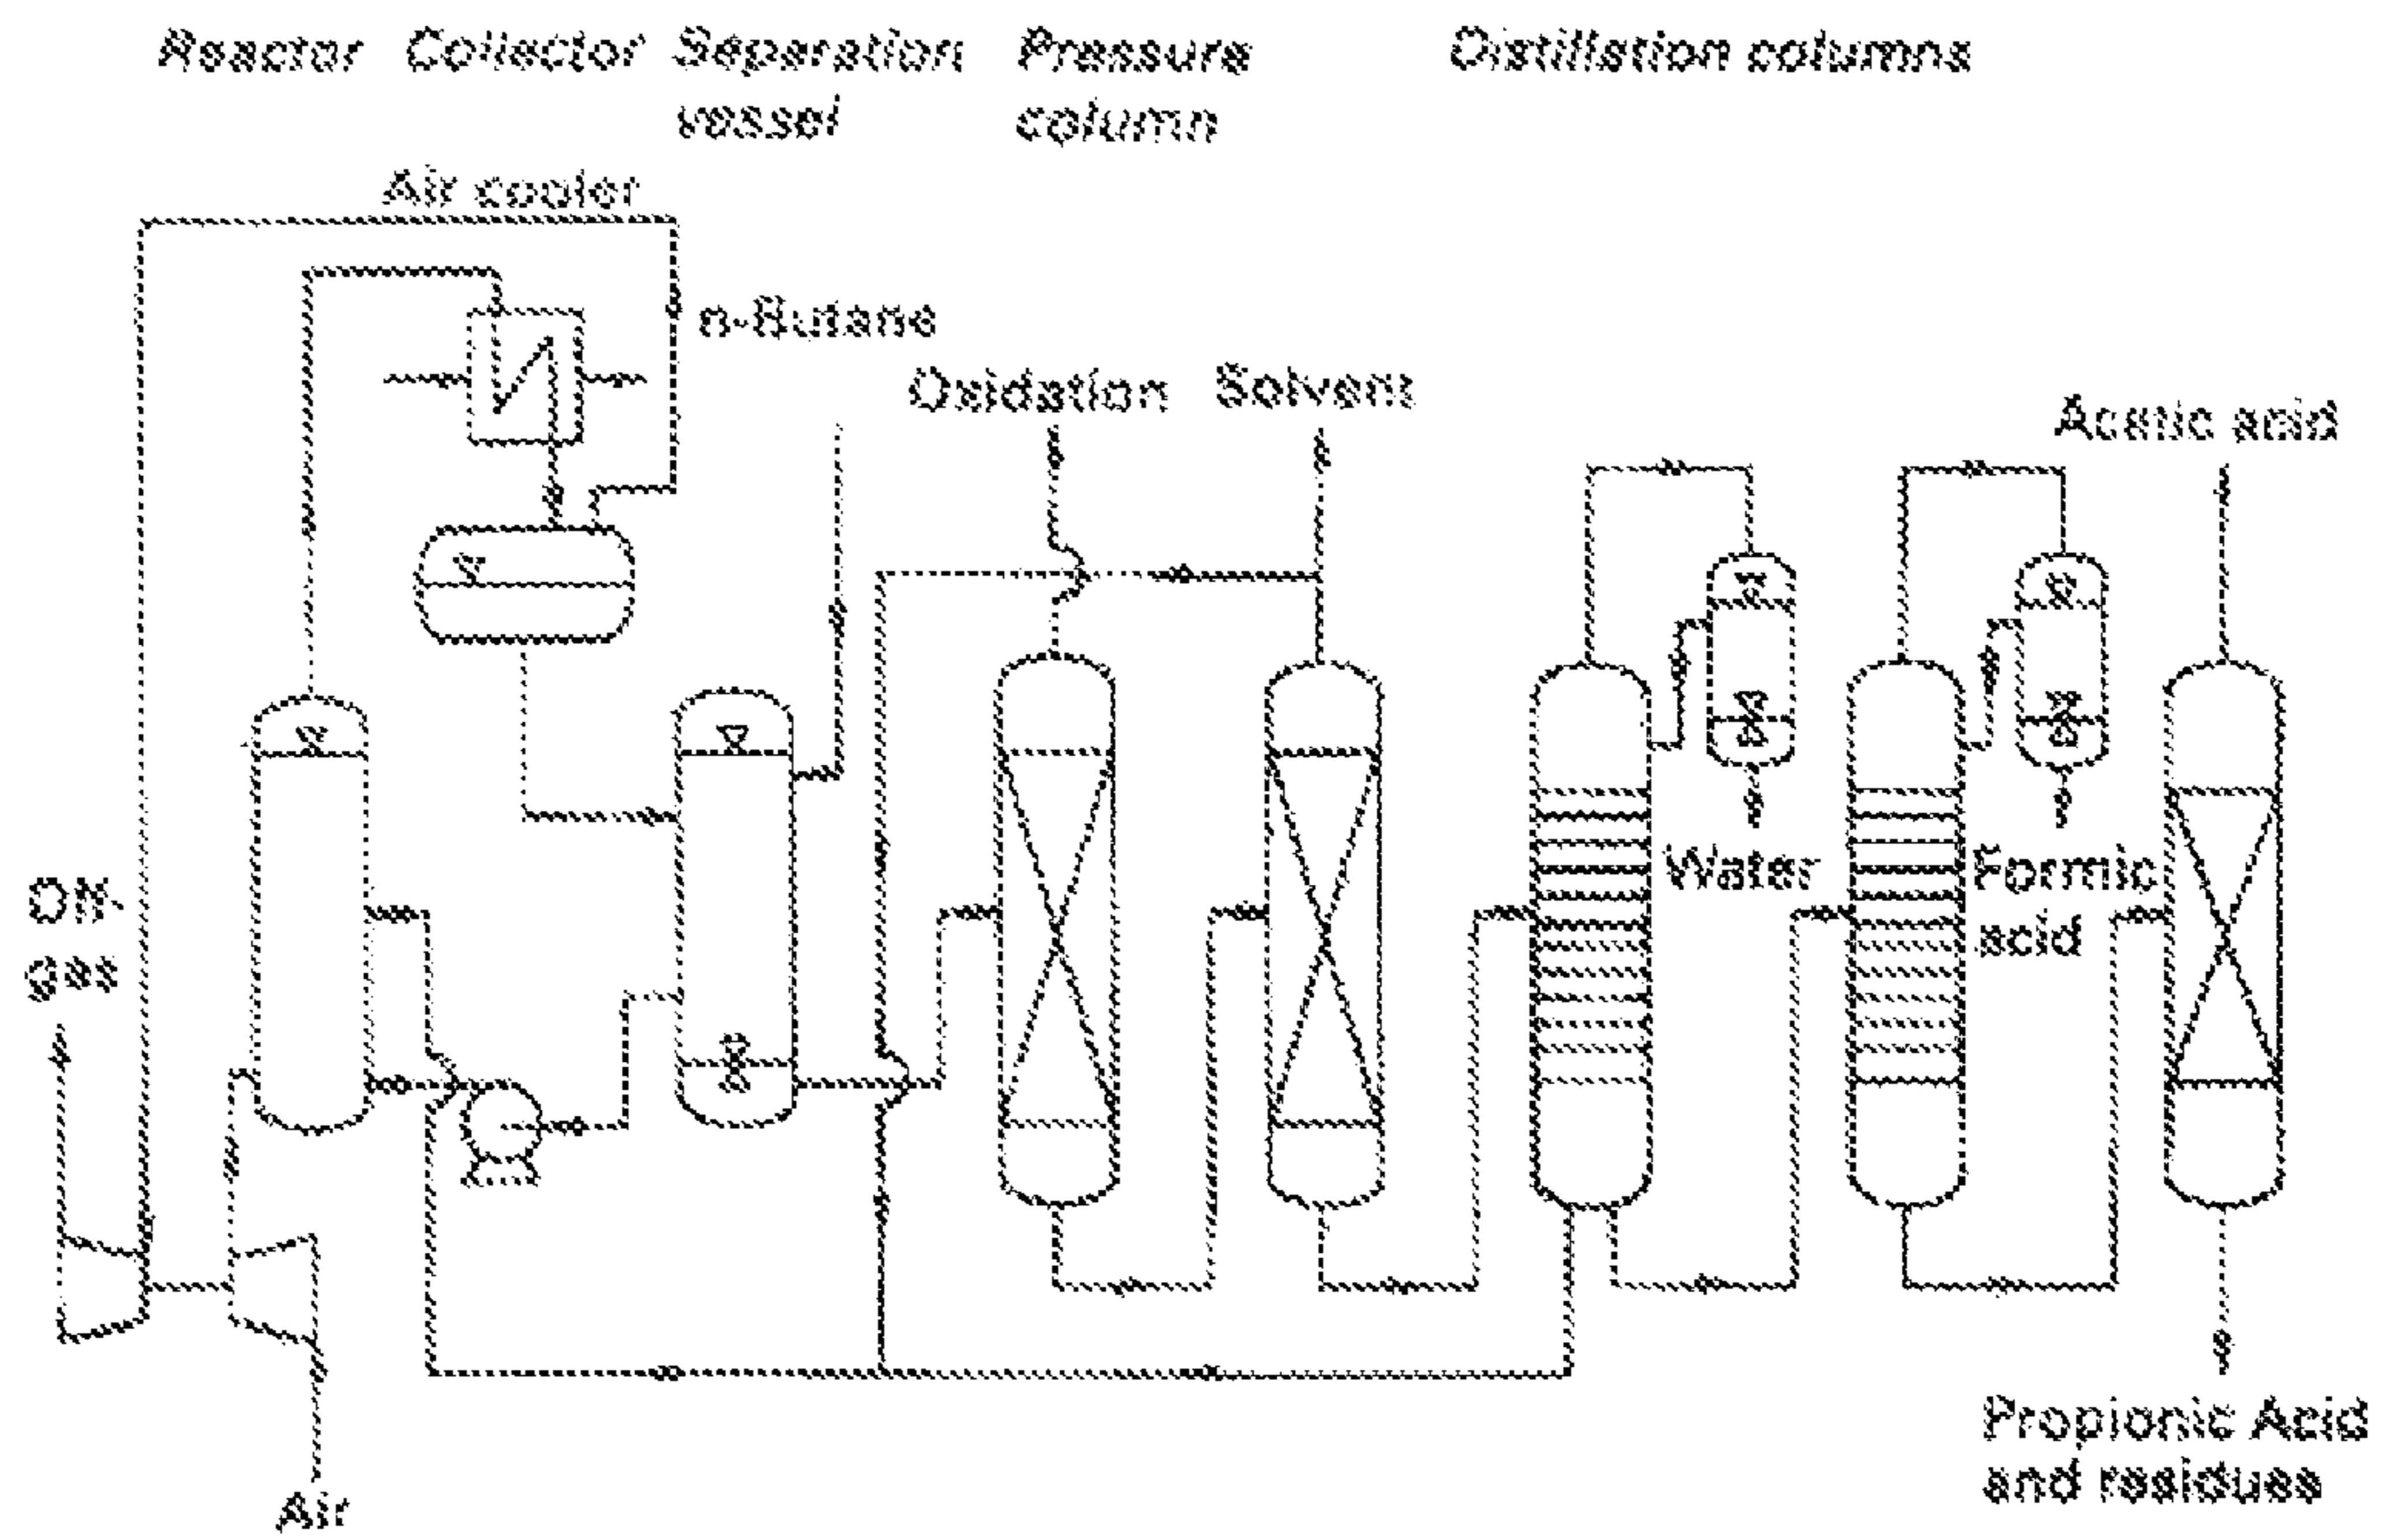 Reactor Collector Separation vessel Pressure column Distillation columns
Air cooler
n-Butane
Oxidation
Solvent
Acetic acid
Water
Formic acid
Off-gas
Air
Propionic Acid
and residues